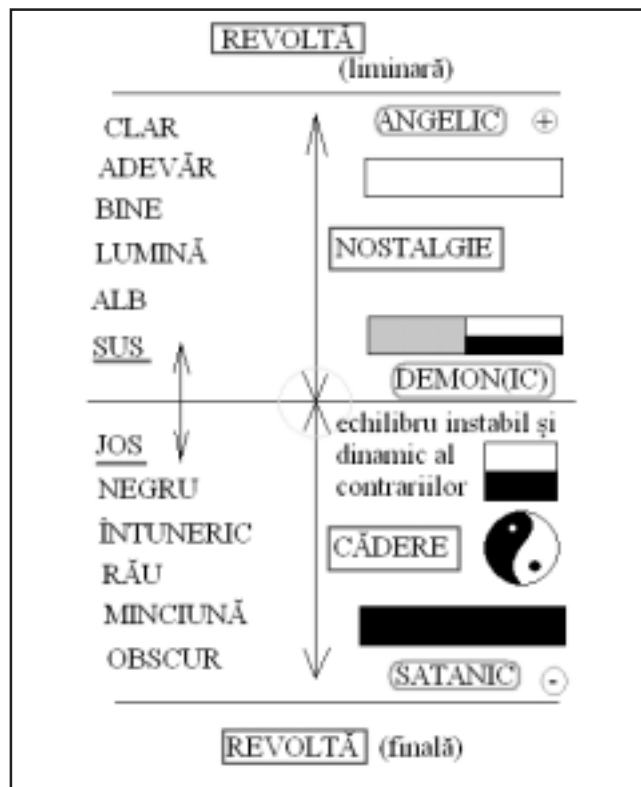 REVOLTĂ
(liminară)
CLAR
ANGELIC +
ADEVĂR
BINE
LUMINĂ
NOSTALGIE
ALB
SUS
DEMON(IC)
JOS
echilibru instabil și
dinamic al
contrariilor
NEGRU
ÎNTUNERIC
CĂDERE
RĂU
MINCIUNĂ
OBSCUR
SATANIC -
REVOLTĂ (finală)